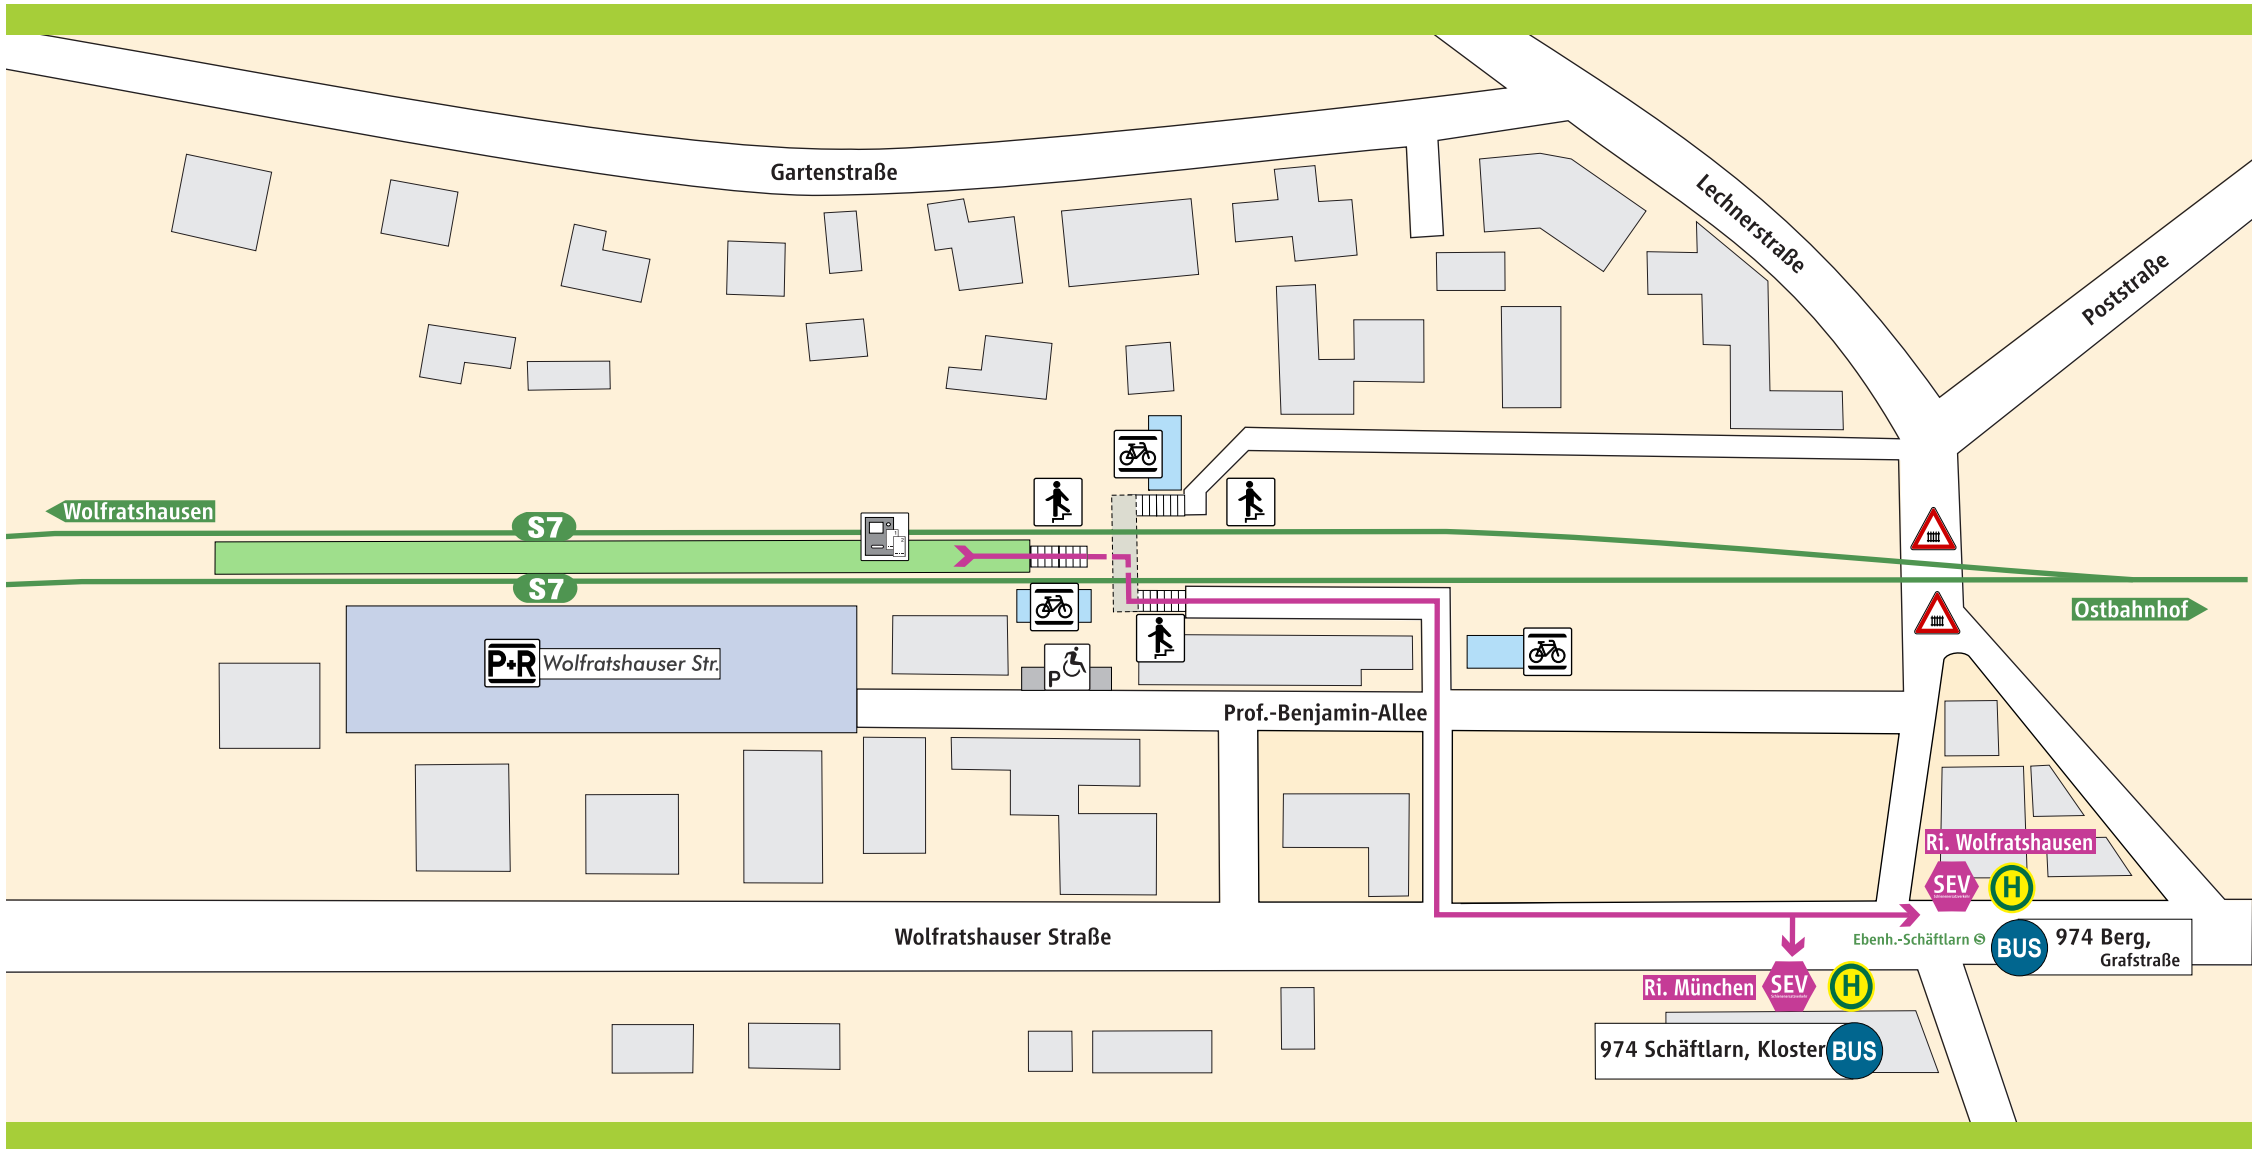 Gartenstraße
Lechnerstraße
Poststraße
Wolfratshausen
S7
S7
Ostbahnhof
P+R Wolfratshauser Str.
P
Prof.-Benjamin-Allee
Ri. Wolfratshausen
SEV
H
Wolfratshauser Straße
Ebenh.-Schäftlarn S
BUS
974 Berg,
Grafstraße
Ri. München
SEV
H
974 Schäftlarn, Kloster
BUS